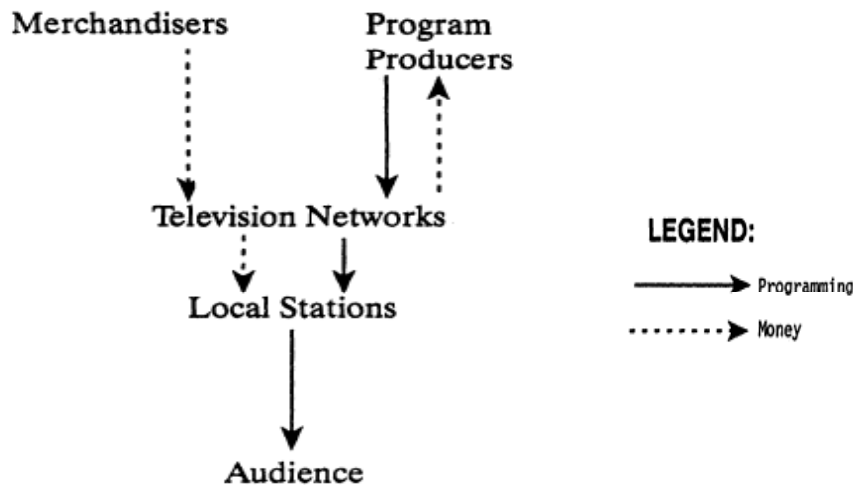 Merchandisers
Program
Producers
Television Networks
Local Stations
Audience
LEGEND:
Programming
Money